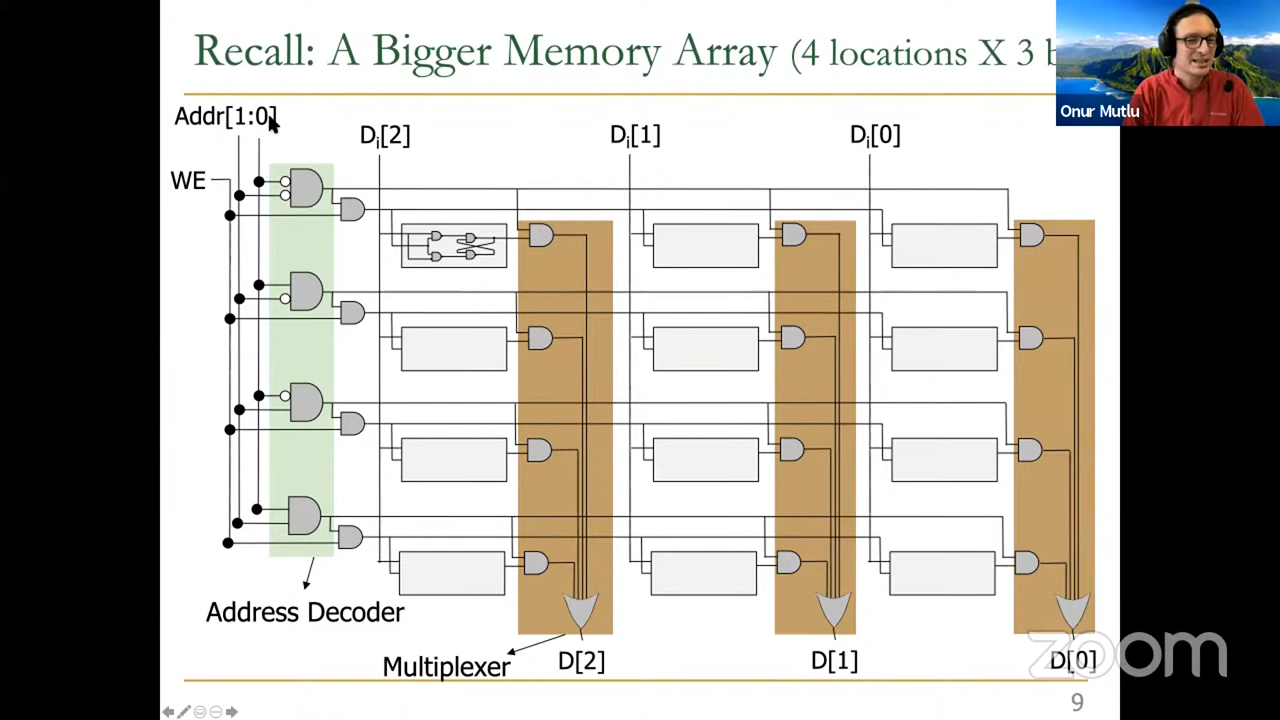 Recall: A Bigger Memory Array (4 locations X 3 b
Onur Mutlu
Addr[1:0]
Di[2]
Di[1]
Di[0]
WE
Address Decoder
Multiplexer
D[2]
D[1]
D[0]
zoom
9